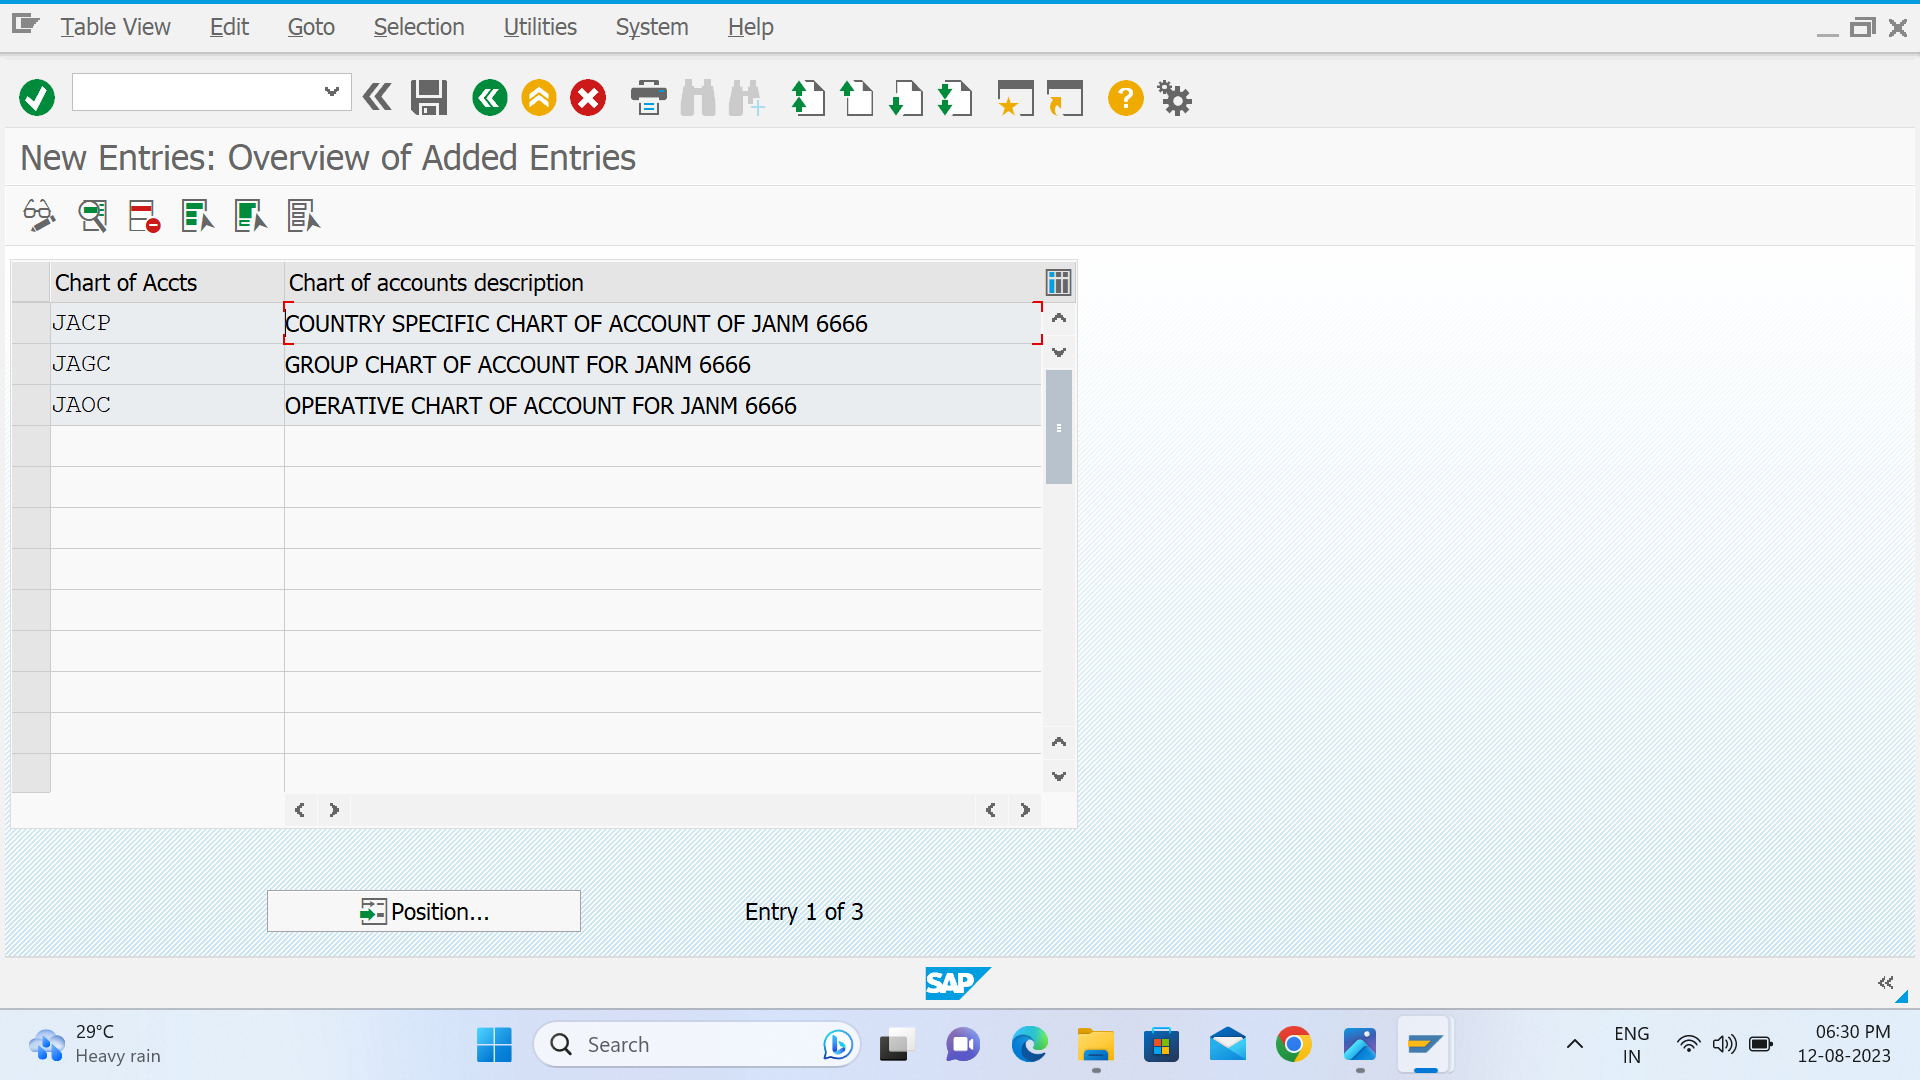 Table View Edit Goto Selection Utilities System Help
New Entries: Overview of Added Entries
Chart of Accts Chart of accounts description
JACP COUNTRY SPECIFIC CHART OF ACCOUNT OF JANM 6666
JAGC GROUP CHART OF ACCOUNT FOR JANM 6666
JAOC OPERATIVE CHART OF ACCOUNT FOR JANM 6666
Position... Entry 1 of 3
SAP
29°C
Heavy rain
Search
ENG
IN
06:30 PM
12-08-2023